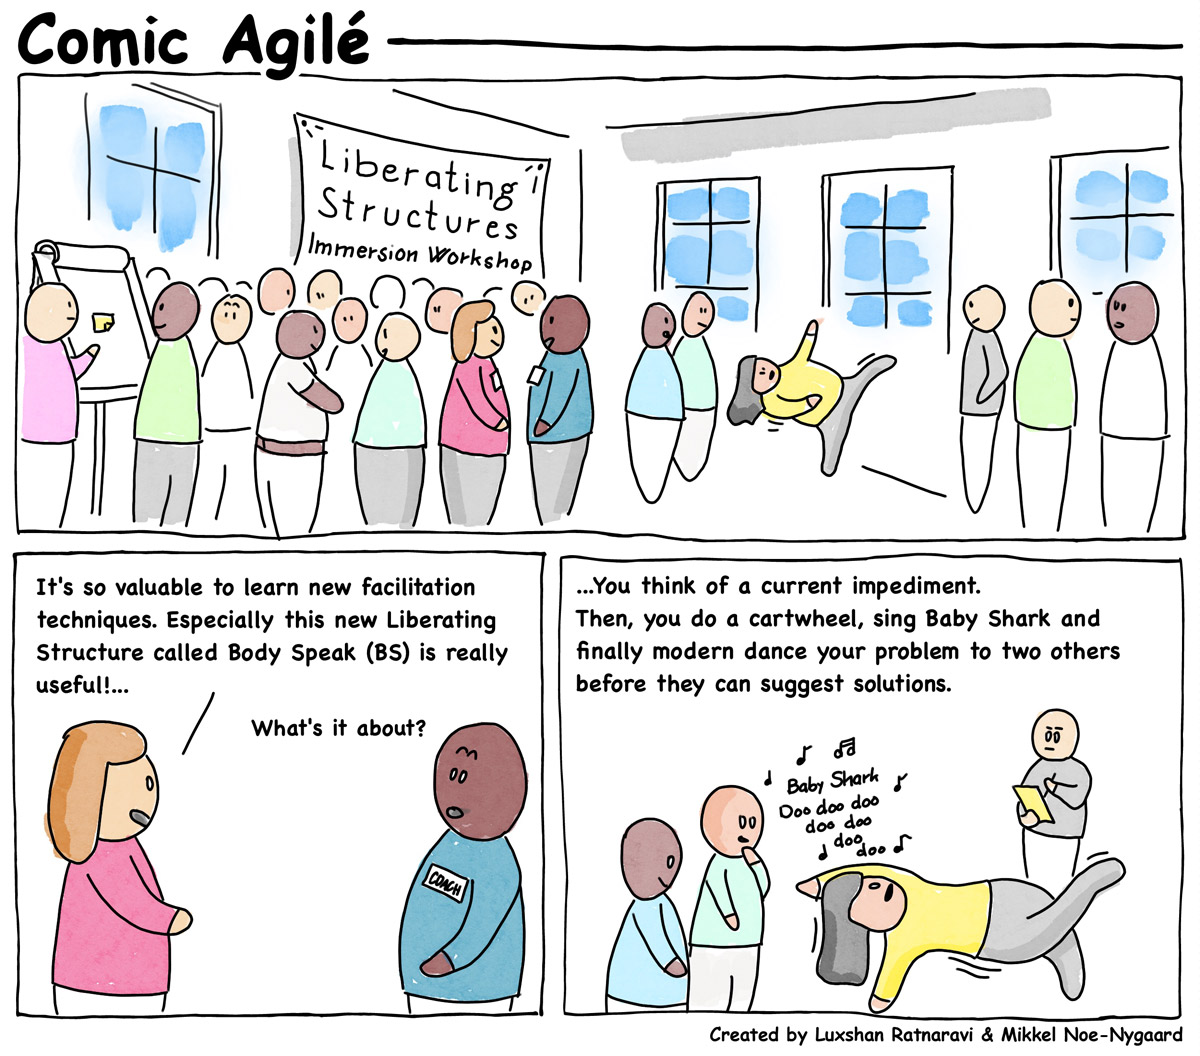 Comic Agilé
Liberating
Structures
Immersion Workshop
It's so valuable to learn new facilitation
techniques. Especially this new Liberating
Structure called Body Speak (BS) is really
useful!...
What's it about?
COACH
...You think of a current impediment.
Then, you do a cartwheel, sing Baby Shark and
finally modern dance your problem to two others
before they can suggest solutions.
Baby Shark
Doo doo doo
doo doo
doo
doo
Created by Luxshan Ratnaravi & Mikkel Noe-Nygaard